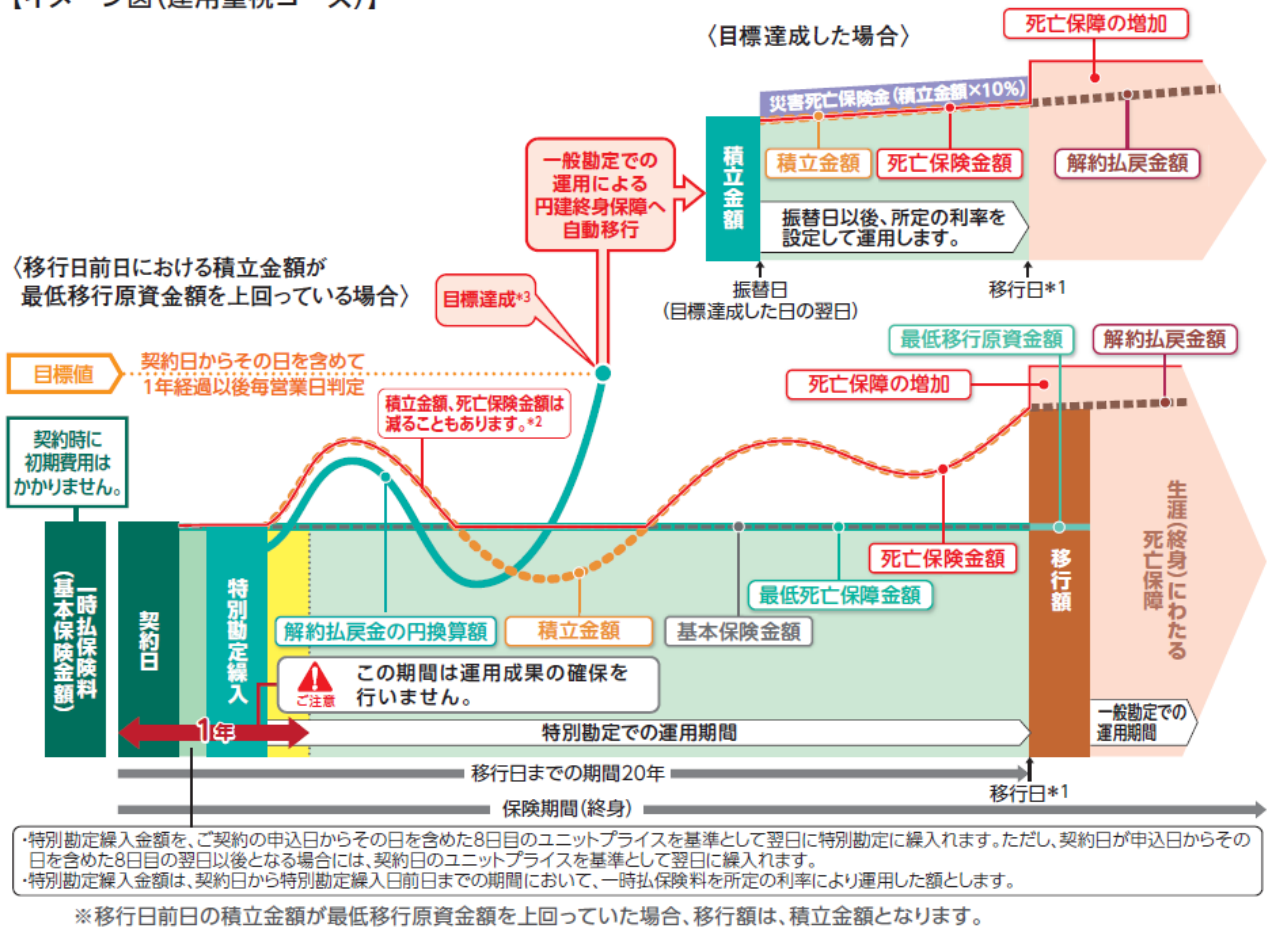 【イメージ図(運用重視コース)】
〈目標達成した場合〉
死亡保障の増加
災害死亡保険金(積立金額×10%)
積立金額
積立金額
死亡保険金額
解約払戻金額
一般勘定での
運用による
円建終身保障へ
自動移行
振替日以後、所定の利率を
設定して運用します。
振替日
(目標達成した日の翌日)
移行日*1
〈移行日前日における積立金額が
最低移行原資金額を上回っている場合〉
目標達成*3
最低移行原資金額
解約払戻金額
目標値
契約日からその日を含めて
1年経過以後毎営業日判定
死亡保障の増加
積立金額、死亡保険金額は
減ることもあります。*2
契約時に
初期費用は
かかりません。
一時払保険料
(基本保険金額)
契約日
特別勘定繰入
死亡保険金額
最低死亡保障金額
解約払戻金の円換算額
積立金額
基本保険金額
移行額
生涯(終身)にわたる
死亡保障
ご注意
この期間は運用成果の確保を
行いません。
1年
特別勘定での運用期間
一般勘定での
運用期間
移行日までの期間20年
移行日*1
保険期間(終身)
・特別勘定繰入金額を、ご契約の申込日からその日を含めた8日目のユニットプライスを基準として翌日に特別勘定に繰入れます。ただし、契約日が申込日からその
日を含めた8日目の翌日以後となる場合には、契約日のユニットプライスを基準として翌日に繰入れます。
・特別勘定繰入金額は、契約日から特別勘定繰入日前日までの期間において、一時払保険料を所定の利率により運用した額とします。
※移行日前日の積立金額が最低移行原資金額を上回っていた場合、移行額は、積立金額となります。